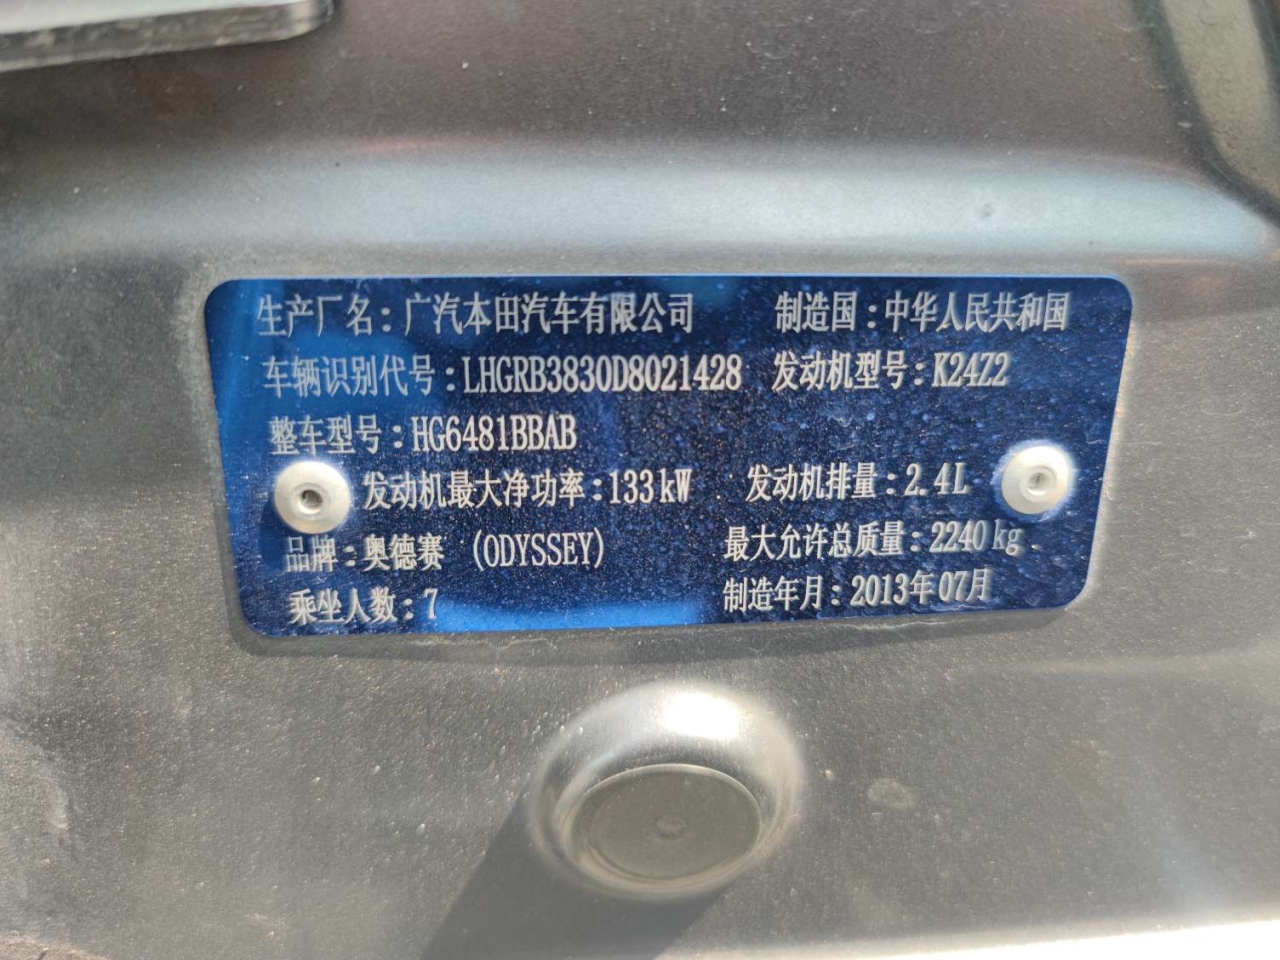 生产厂名：广汽本田汽车有限公司 制造国：中华人民共和国
车辆识别代号：LHGRB3830D8021428 发动机型号：K24Z2
整车型号：HG6481BBAB
发动机最大净功率：133kW 发动机排量：2.4L
品牌：奥德赛 (ODYSSEY) 最大允许总质量：2240kg
乘坐人数：7 制造年月：2013年07月